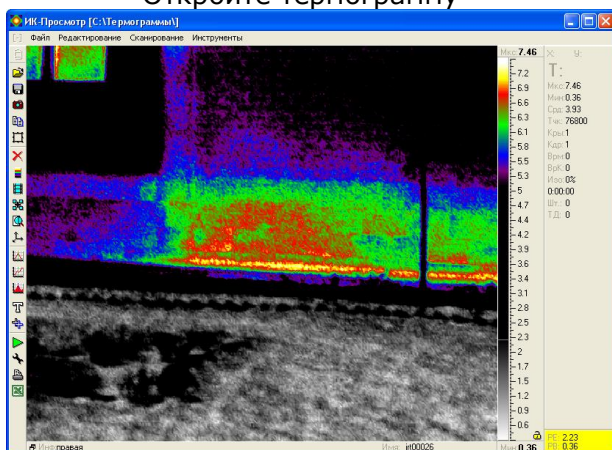 Откройте термограмму
ИК-Просмотр [C:\Термограммы\]
Файл Редактирование Сканирование Инструменты
Мкс:7.46
X: У:
T:
Мкс:7.46
Мин:0.36
Срд: 3.93
Тчк: 76800
Кры:1
Кдр: 1
Врм:0
ВрК: 0
Изо:0%
0:00:00
Шт.: 0
Т.Д: 0
7.2
6.9
6.6
6.3
6.1
5.8
5.5
5.3
5
4.7
4.4
4.2
3.9
3.6
3.4
3.1
2.8
2.5
2.3
2
1.7
1.5
1.2
0.9
0.6
Инф:правая
Имя: irt00026
Мин:0.36
РЕ 2.23
РВ 0.36